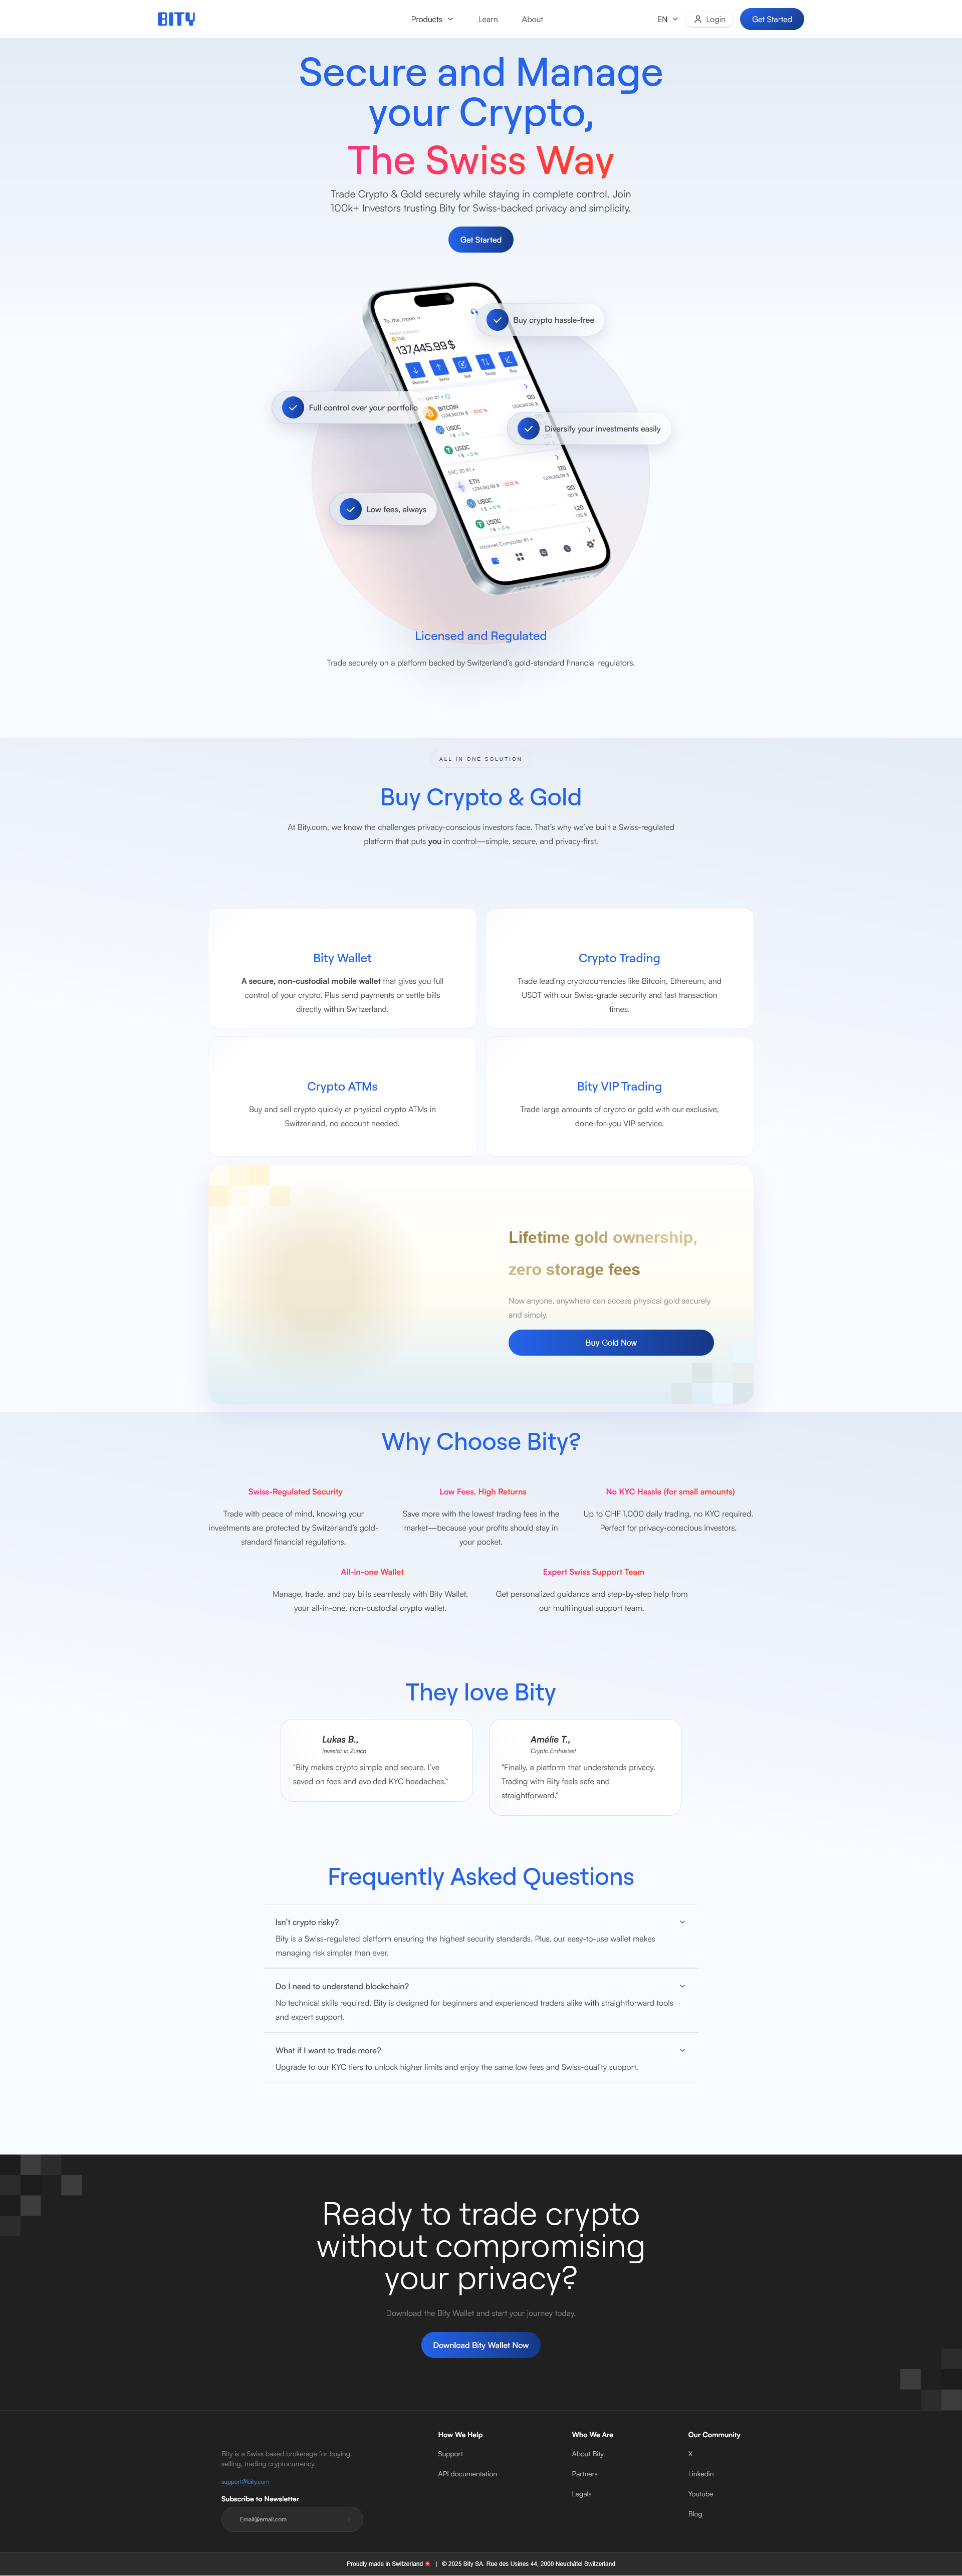 BITY
Products
Learn
About
EN
Login
Get Started
Secure and Manage
your Crypto,
The Swiss Way
Trade Crypto & Gold securely while staying in complete control. Join
100k+ Investors trusting Bity for Swiss-backed privacy and simplicity.
Get Started
To_the_moon
137,445.99 $
Receive
Send
Sell
Swap
Buy
Buy crypto hassle-free
Full control over your portfolio
BITCOIN
120
USDC
120
USDC
Diversify your investments easily
ERC 20 #1
ETH
120
USDC
120
USDC
Low fees, always
Internet Computer #1
Licensed and Regulated
Trade securely on a platform backed by Switzerland's gold-standard financial regulators.
ALL IN ONE SOLUTION
Buy Crypto & Gold
At Bity.com, we know the challenges privacy-conscious investors face. That's why we've built a Swiss-regulated
platform that puts you in control—simple, secure, and privacy-first.
Bity Wallet
A secure, non-custodial mobile wallet that gives you full
control of your crypto. Plus send payments or settle bills
directly within Switzerland.
Crypto Trading
Trade leading cryptocurrencies like Bitcoin, Ethereum, and
USDT with our Swiss-grade security and fast transaction
times.
Crypto ATMs
Buy and sell crypto quickly at physical crypto ATMs in
Switzerland, no account needed.
Bity VIP Trading
Trade large amounts of crypto or gold with our exclusive,
done-for-you VIP service.
Lifetime gold ownership,
zero storage fees
Now anyone, anywhere can access physical gold securely
and simply.
Buy Gold Now
Why Choose Bity?
Swiss-Regulated Security
Trade with peace of mind, knowing your
investments are protected by Switzerland's gold-
standard financial regulations.
Low Fees, High Returns
Save more with the lowest trading fees in the
market—because your profits should stay in
your pocket.
No KYC Hassle (for small amounts)
Up to CHF 1,000 daily trading, no KYC required.
Perfect for privacy-conscious investors.
All-in-one Wallet
Manage, trade, and pay bills seamlessly with Bity Wallet,
your all-in-one, non-custodial crypto wallet.
Expert Swiss Support Team
Get personalized guidance and step-by-step help from
our multilingual support team.
They love Bity
Lukas B.,
Investor in Zurich
"Bity makes crypto simple and secure. I've
saved on fees and avoided KYC headaches."
Amélie T.,
Crypto Enthusiast
"Finally, a platform that understands privacy.
Trading with Bity feels safe and
straightforward."
Frequently Asked Questions
Isn't crypto risky?
Bity is a Swiss-regulated platform ensuring the highest security standards. Plus, our easy-to-use wallet makes
managing risk simpler than ever.
Do I need to understand blockchain?
No technical skills required. Bity is designed for beginners and experienced traders alike with straightforward tools
and expert support.
What if I want to trade more?
Upgrade to our KYC tiers to unlock higher limits and enjoy the same low fees and Swiss-quality support.
Ready to trade crypto
without compromising
your privacy?
Download the Bity Wallet and start your journey today.
Download Bity Wallet Now
Bity is a Swiss based brokerage for buying,
selling, trading cryptocurrency
support@bity.com
Subscribe to Newsletter
Email@email.com
How We Help
Support
API documentation
Who We Are
About Bity
Partners
Legals
Our Community
X
Linkedin
Youtube
Blog
Proudly made in Switzerland | © 2025 Bity SA. Rue des Usines 44, 2000 Neuchâtel Switzerland